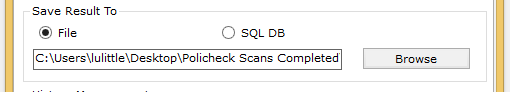 Save Result To
File SQL DB
C:\Users\lulittle\Desktop\Policheck Scans Completed Browse